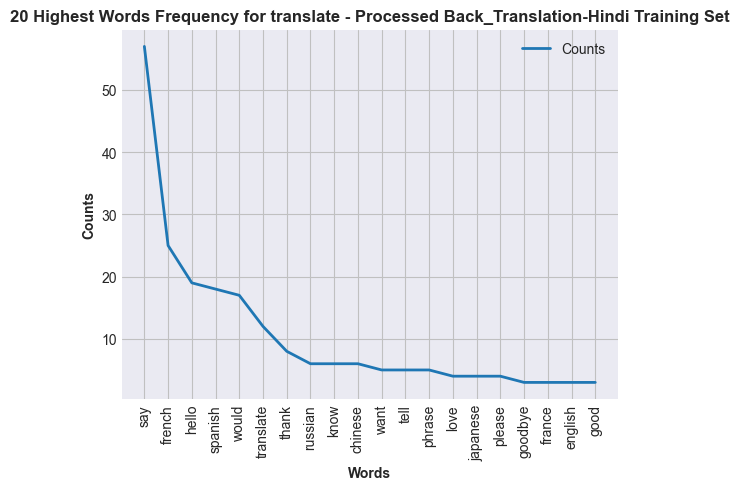 20 Highest Words Frequency for translate - Processed Back_Translation-Hindi Training Set
Counts
50
40
30
20
10
Counts
say
french
hello
spanish
would
translate
thank
russian
know
chinese
want
tell
phrase
love
japanese
please
goodbye
france
english
good
Words